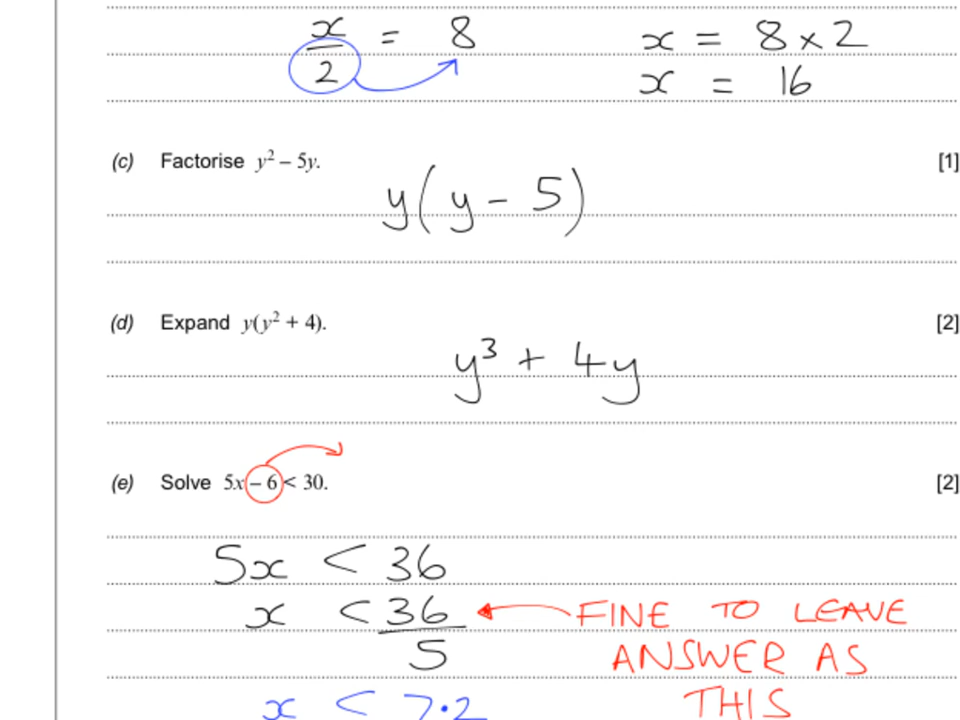 x/2 = 8 x = 8 × 2
x = 16
(c) Factorise y² – 5y. [1]
y(y - 5)
(d) Expand y(y² + 4). [2]
y³ + 4y
(e) Solve 5x – 6 < 30. [2]
5x < 36
x < 36/5 FINE TO LEAVE
ANSWER AS
x < 7.2 THIS